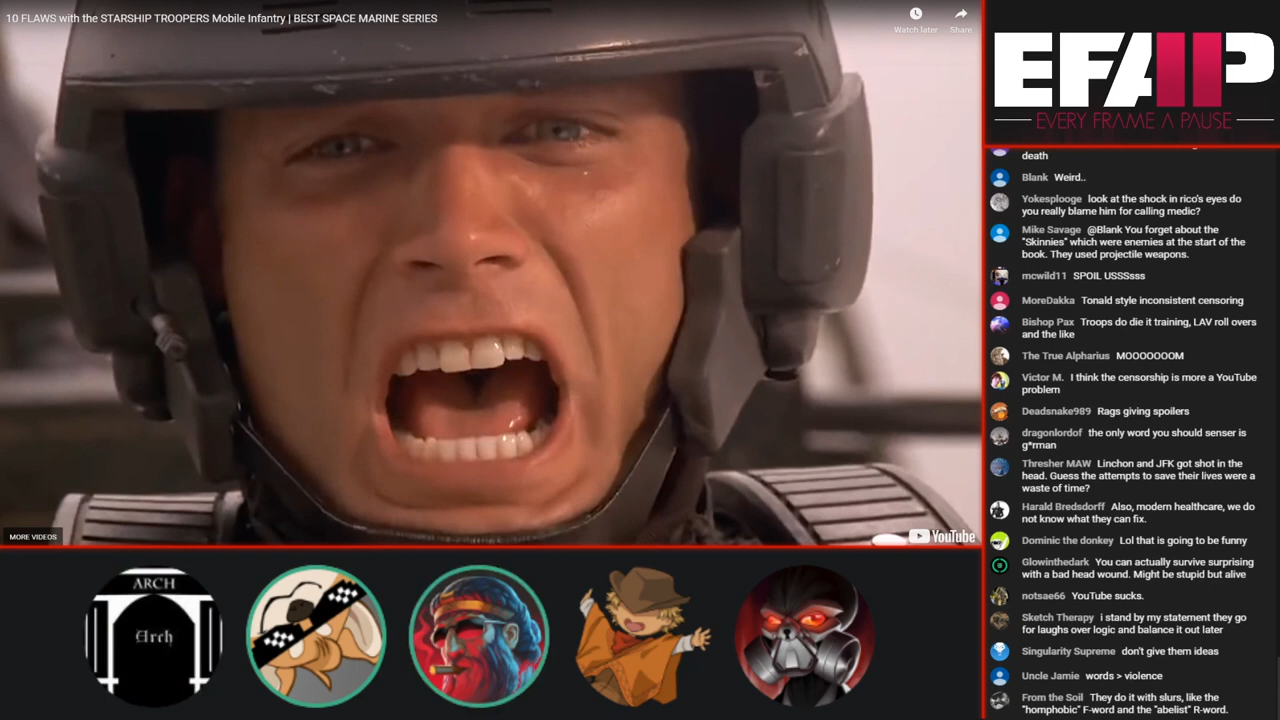 10 FLAWS with the STARSHIP TROOPERS Mobile Infantry | BEST SPACE MARINE SERIES
Watch later
Share
MORE VIDEOS
YouTube
ARCH
Arch
EFAP
EVERY FRAME A PAUSE
death
Blank Weird..
Yokesplooge look at the shock in rico's eyes do
you really blame him for calling medic?
Mike Savage @Blank You forget about the
"Skinnies" which were enemies at the start of the
book. They used projectile weapons.
mcwild11 SPOIL USSSsss
MoreDakka Tonald style inconsistent censoring
Bishop Pax Troops do die it training, LAV roll overs
and the like
The True Alpharius MOOOOOOOM
Victor M. I think the censorship is more a YouTube
problem
Deadsnake989 Rags giving spoilers
dragonlordof the only word you should senser is
g*rman
Thresher MAW Linchon and JFK got shot in the
head. Guess the attempts to save their lives were a
waste of time?
Harald Bredsdorff Also, modern healthcare, we do
not know what they can fix.
Dominic the donkey Lol that is going to be funny
Glowinthedark You can actually survive surprising
with a bad head wound. Might be stupid but alive
notsae66 YouTube sucks.
Sketch Therapy i stand by my statement they go
for laughs over logic and balance it out later
Singularity Supreme don't give them ideas
Uncle Jamie words > violence
From the Soil They do it with slurs, like the
"homphobic" F-word and the "abelist" R-word.